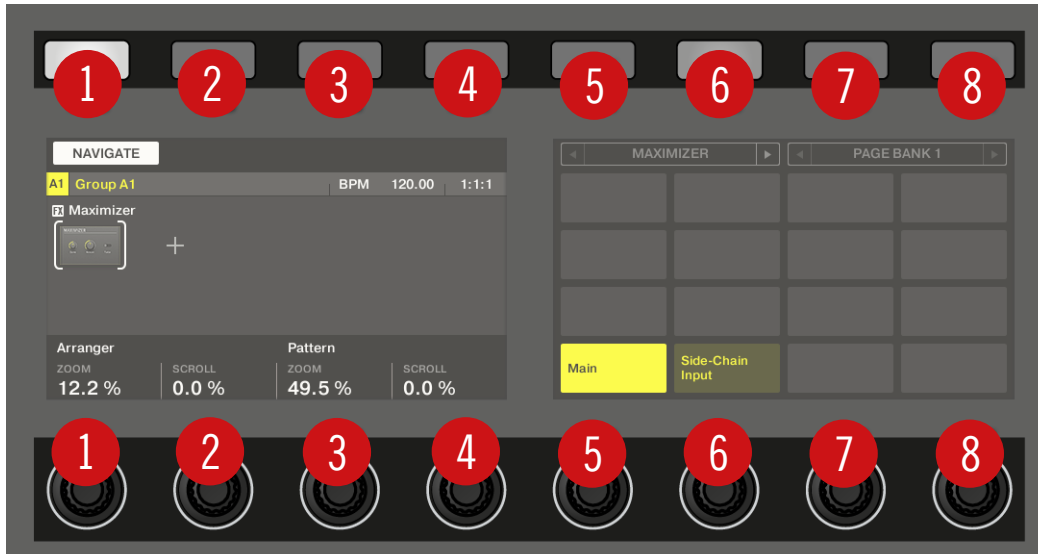 1 2 3 4 5 6 7 8
NAVIGATE
MAXIMIZER PAGE BANK 1
A1 Group A1 BPM 120.00 1:1:1
FX Maximizer
MAXIMIZER
Main
Side-Chain
Input
Arranger Pattern
ZOOM SCROLL ZOOM SCROLL
12.2 % 0.0 % 49.5 % 0.0 %
1 2 3 4 5 6 7 8